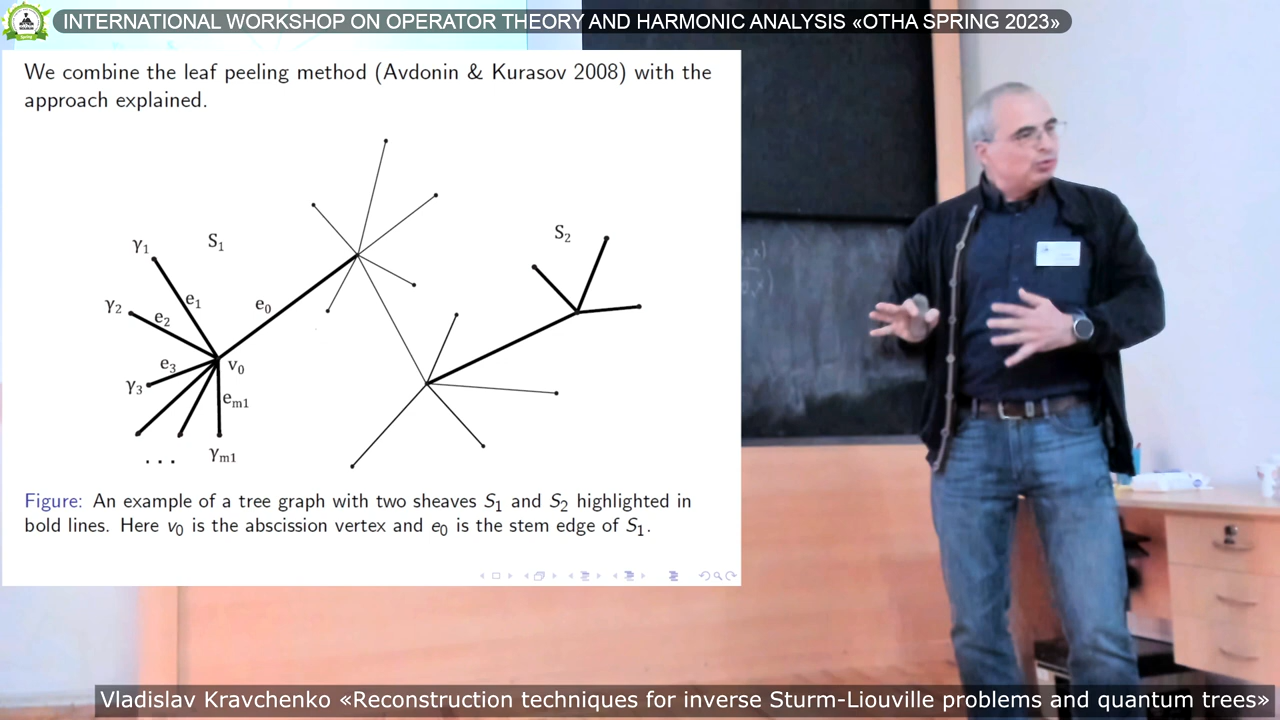 INTERNATIONAL WORKSHOP ON OPERATOR THEORY AND HARMONIC ANALYSIS «OTHA SPRING 2023»
We combine the leaf peeling method (Avdonin & Kurasov 2008) with the
approach explained.
γ₁
S₁
S₂
γ₂
e₁
e₂
e₀
e₃
v₀
γ₃
eₘ₁
. . .
γₘ₁
Figure: An example of a tree graph with two sheaves S₁ and S₂ highlighted in
bold lines. Here v₀ is the abscission vertex and e₀ is the stem edge of S₁.
Vladislav Kravchenko «Reconstruction techniques for inverse Sturm-Liouville problems and quantum trees»